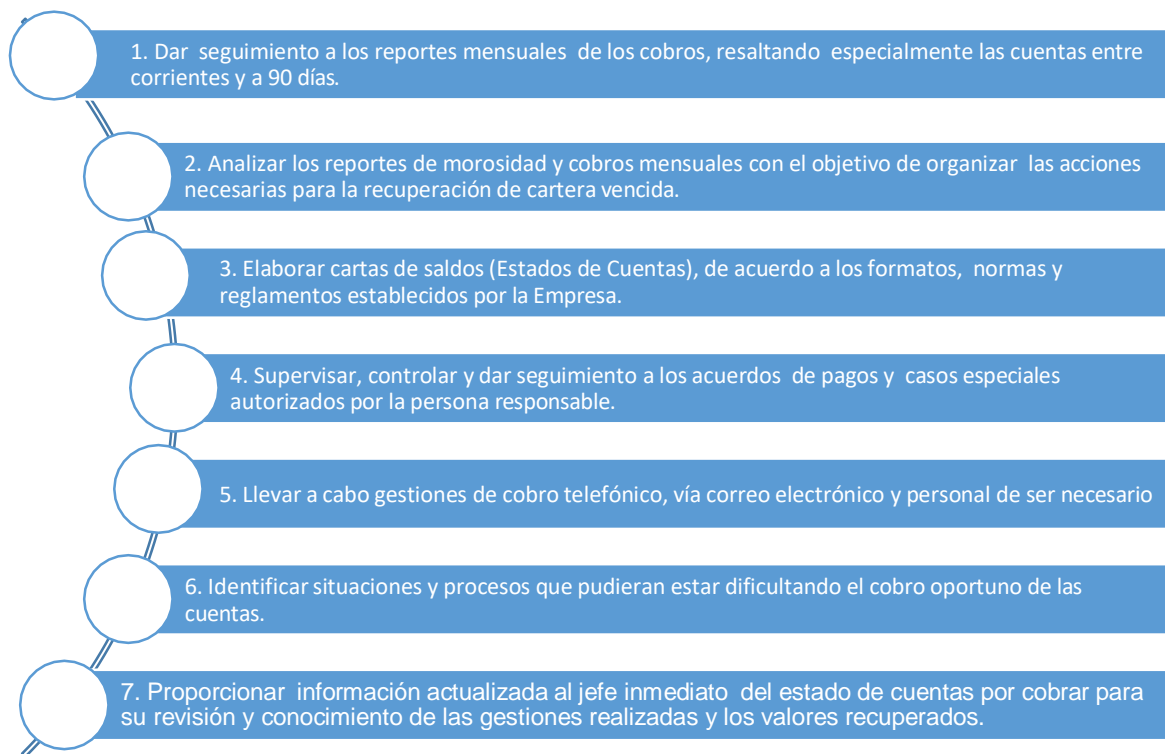 1. Dar seguimiento a los reportes mensuales de los cobros, resaltando especialmente las cuentas entre
corrientes y a 90 días.
2. Analizar los reportes de morosidad y cobros mensuales con el objetivo de organizar las acciones
necesarias para la recuperación de cartera vencida.
3. Elaborar cartas de saldos (Estados de Cuentas), de acuerdo a los formatos, normas y
reglamentos establecidos por la Empresa.
4. Supervisar, controlar y dar seguimiento a los acuerdos de pagos y casos especiales
autorizados por la persona responsable.
5. Llevar a cabo gestiones de cobro telefónico, vía correo electrónico y personal de ser necesario
6. Identificar situaciones y procesos que pudieran estar dificultando el cobro oportuno de las
cuentas.
7. Proporcionar información actualizada al jefe inmediato del estado de cuentas por cobrar para
su revisión y conocimiento de las gestiones realizadas y los valores recuperados.